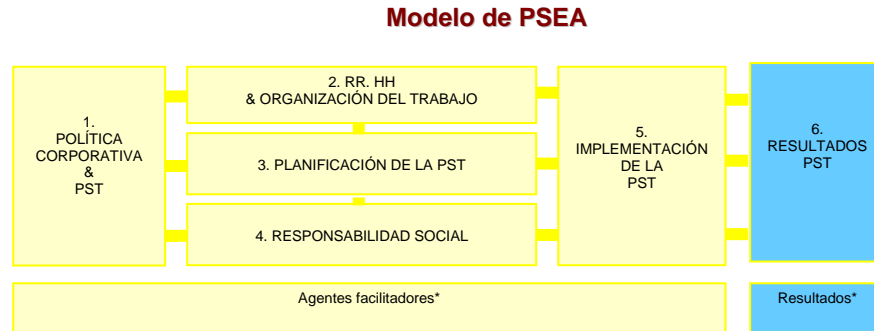 Modelo de PSEA
1.
POLÍTICA
CORPORATIVA
&
PST
2. RR. HH
& ORGANIZACIÓN DEL TRABAJO
3. PLANIFICACIÓN DE LA PST
4. RESPONSABILIDAD SOCIAL
5.
IMPLEMENTACIÓN
DE LA
PST
6.
RESULTADOS
PST
Agentes facilitadores*
Resultados*